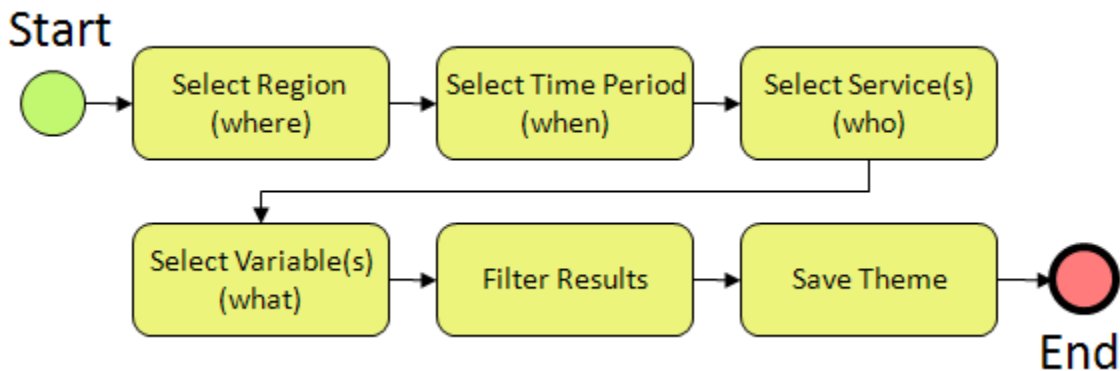 Start
Select Region
(where)
Select Time Period
(when)
Select Service(s)
(who)
Select Variable(s)
(what)
Filter Results
Save Theme
End